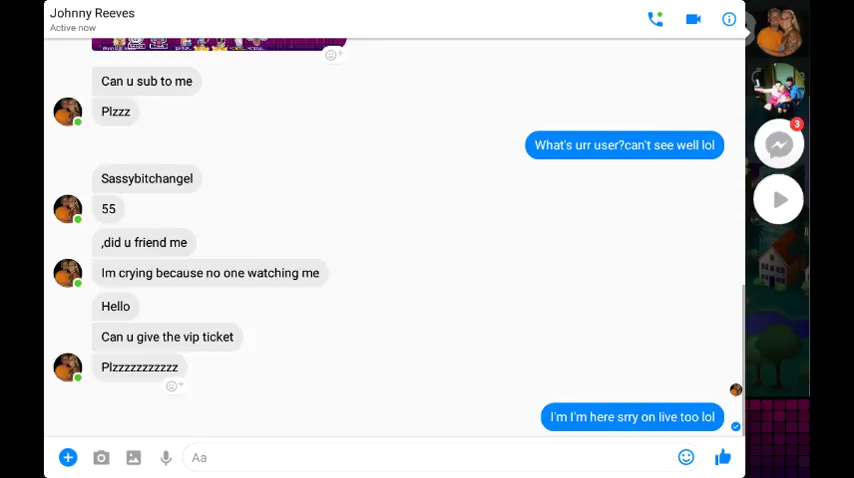 Johnny Reeves
Active now
Can u sub to me
Plzzz
What's urr user?can't see well lol
Sassybitchangel
55
,did u friend me
Im crying because no one watching me
Hello
Can u give the vip ticket
Plzzzzzzzzzzz
I'm I'm here srry on live too lol
Aa
3